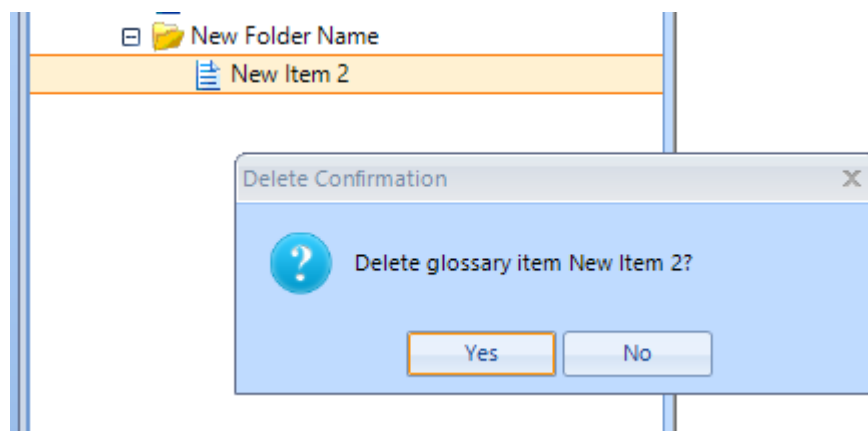 New Folder Name
New Item 2
Delete Confirmation
Delete glossary item New Item 2?
Yes
No